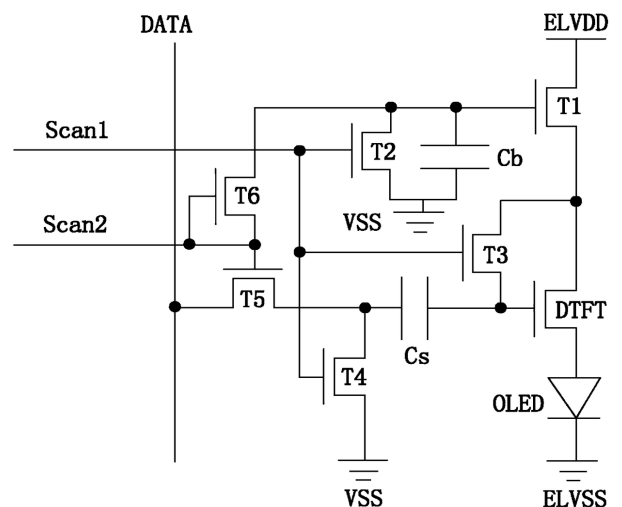 DATA
ELVDD
T1
Scan1
T2
Cb
T6
VSS
Scan2
T3
T5
DTFT
Cs
T4
OLED
VSS
ELVSS